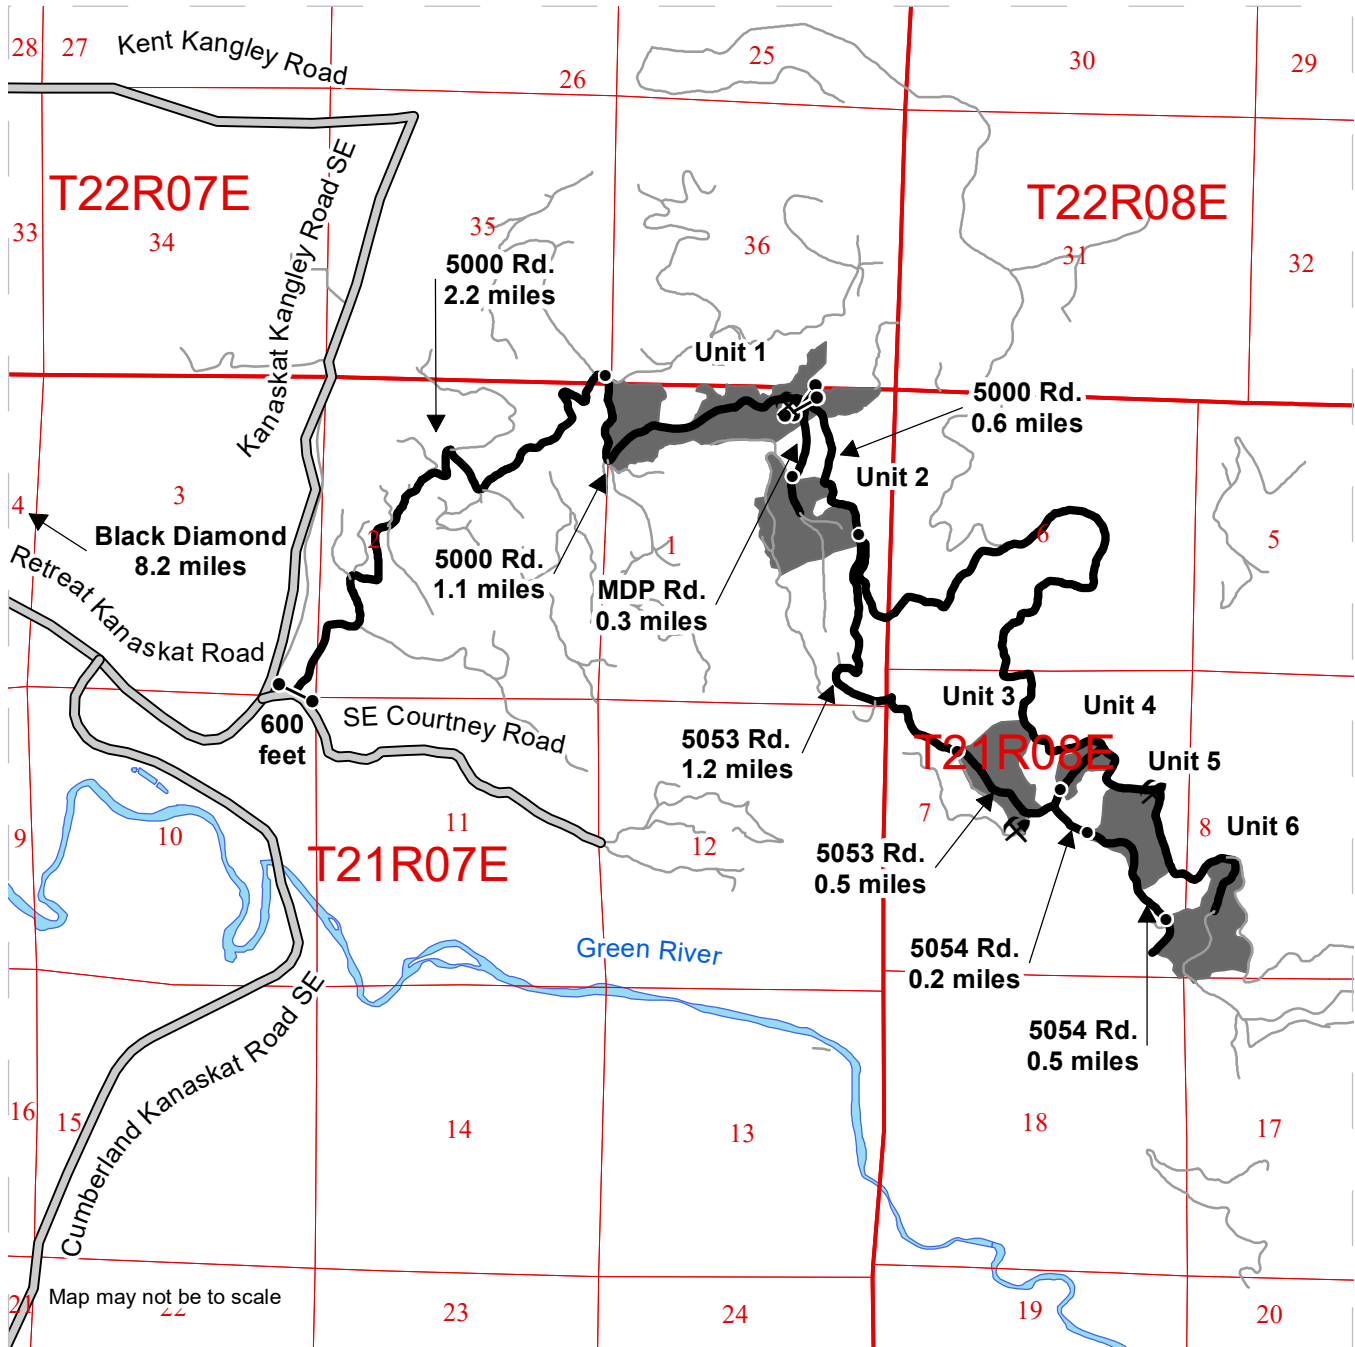 28
27
Kent Kangley Road
26
25
30
29
T22R07E
Kanaskat Kangley Road SE
T22R08E
33
34
35
36
31
32
5000 Rd.
2.2 miles
Unit 1
5000 Rd.
0.6 miles
Unit 2
4
3
Black Diamond
8.2 miles
2
5000 Rd.
1.1 miles
1
MDP Rd.
0.3 miles
6
5
Retreat Kanaskat Road
600
feet
SE Courtney Road
5053 Rd.
1.2 miles
Unit 3
Unit 4
T21R08E
Unit 5
9
10
11
12
7
8
Unit 6
T21R07E
5053 Rd.
0.5 miles
Green River
5054 Rd.
0.2 miles
5054 Rd.
0.5 miles
Cumberland Kanaskat Road SE
16
15
14
13
18
17
21
22
Map may not be to scale
23
24
19
20